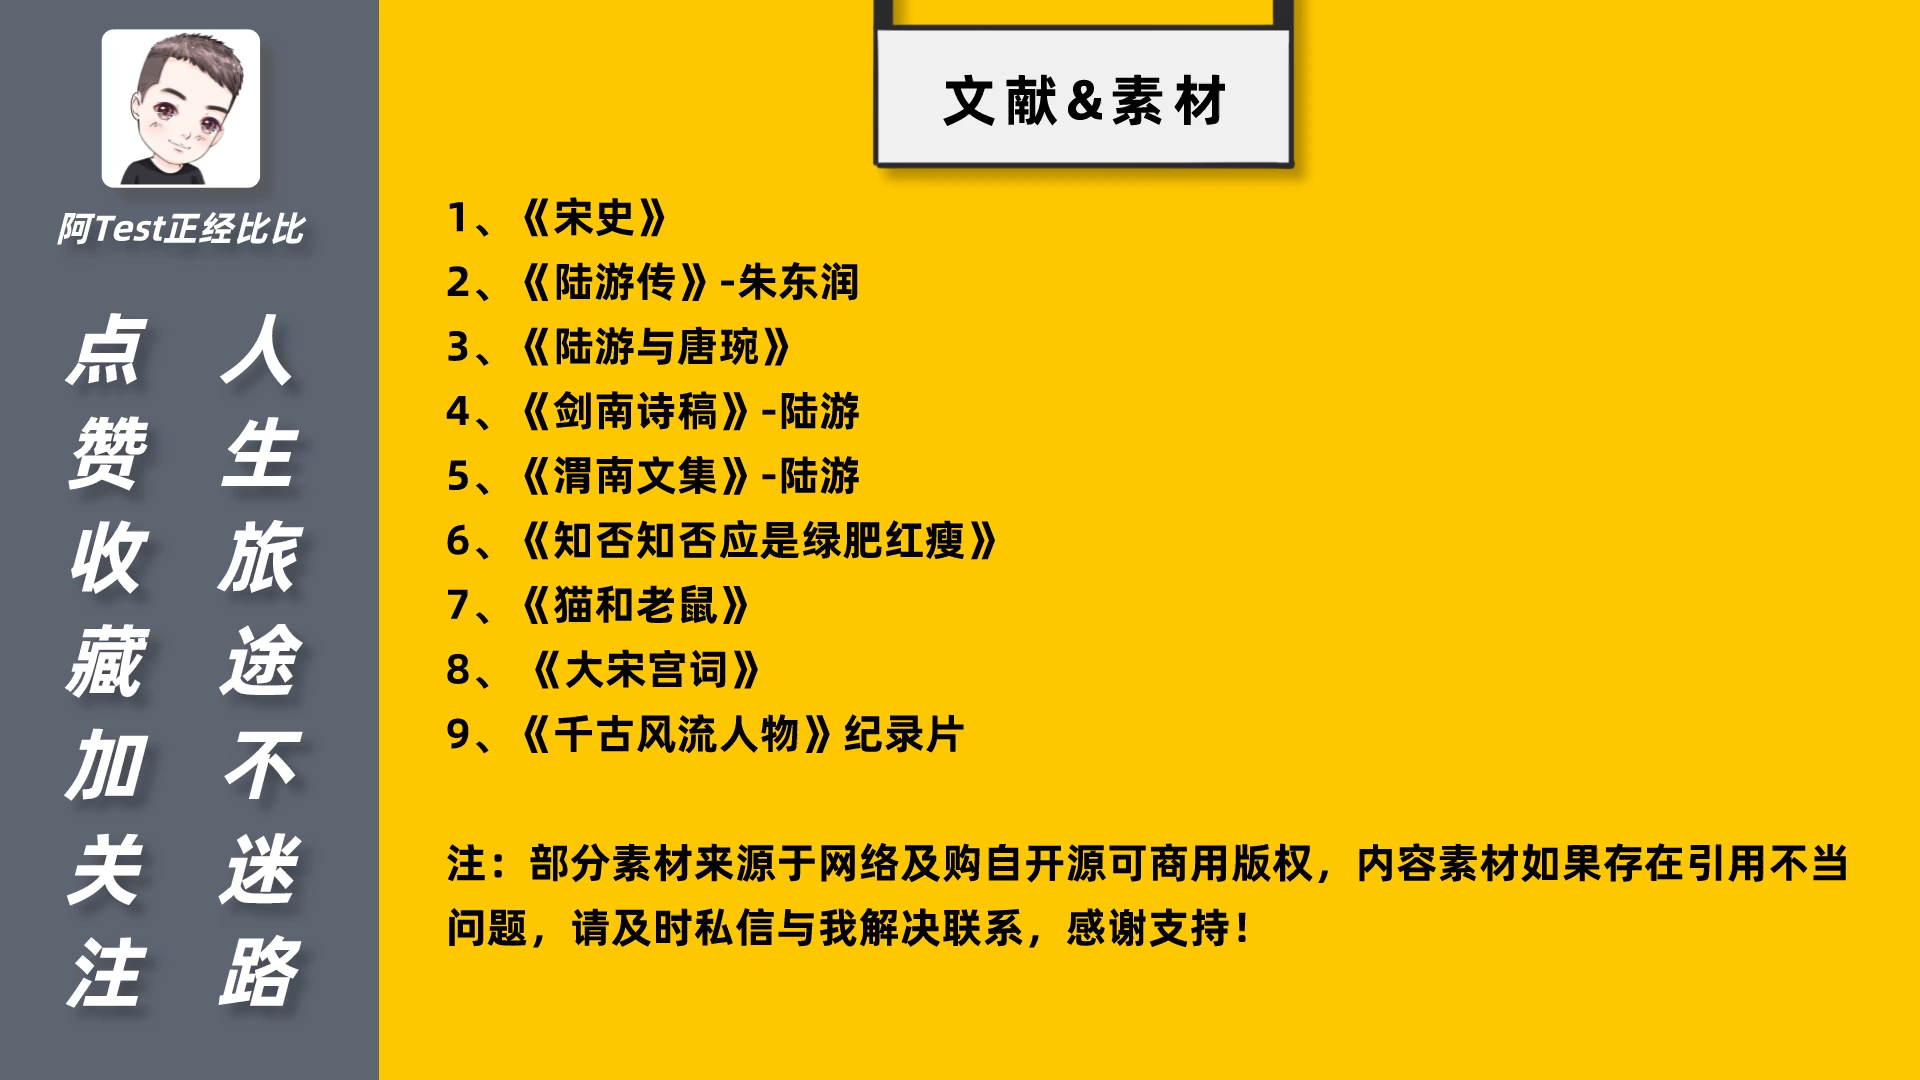 阿Test正经比比
点赞收藏加关注
人生旅途不迷路
文献&素材
1、《宋史》
2、《陆游传》-朱东润
3、《陆游与唐琬》
4、《剑南诗稿》-陆游
5、《渭南文集》-陆游
6、《知否知否应是绿肥红瘦》
7、《猫和老鼠》
8、 《大宋宫词》
9、《千古风流人物》纪录片
注：部分素材来源于网络及购自开源可商用版权，内容素材如果存在引用不当
问题，请及时私信与我解决联系，感谢支持！